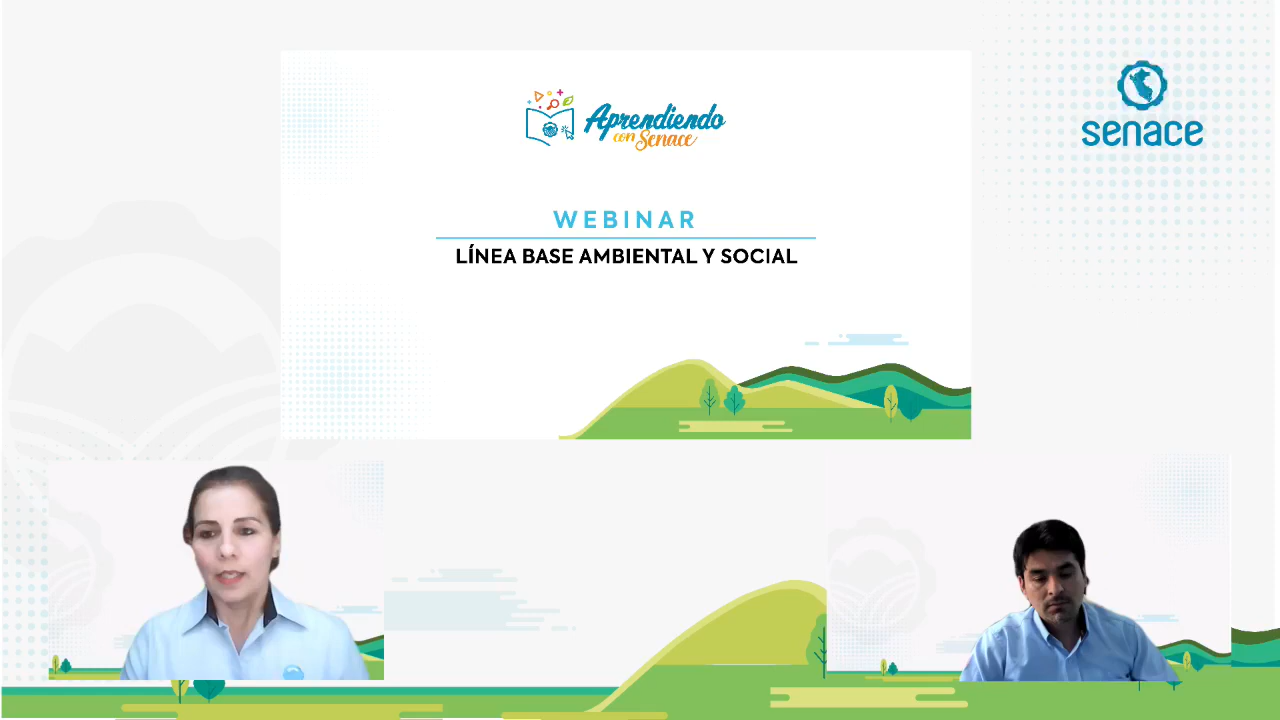 Aprendiendo
con Senace
senace
WEBINAR
LÍNEA BASE AMBIENTAL Y SOCIAL